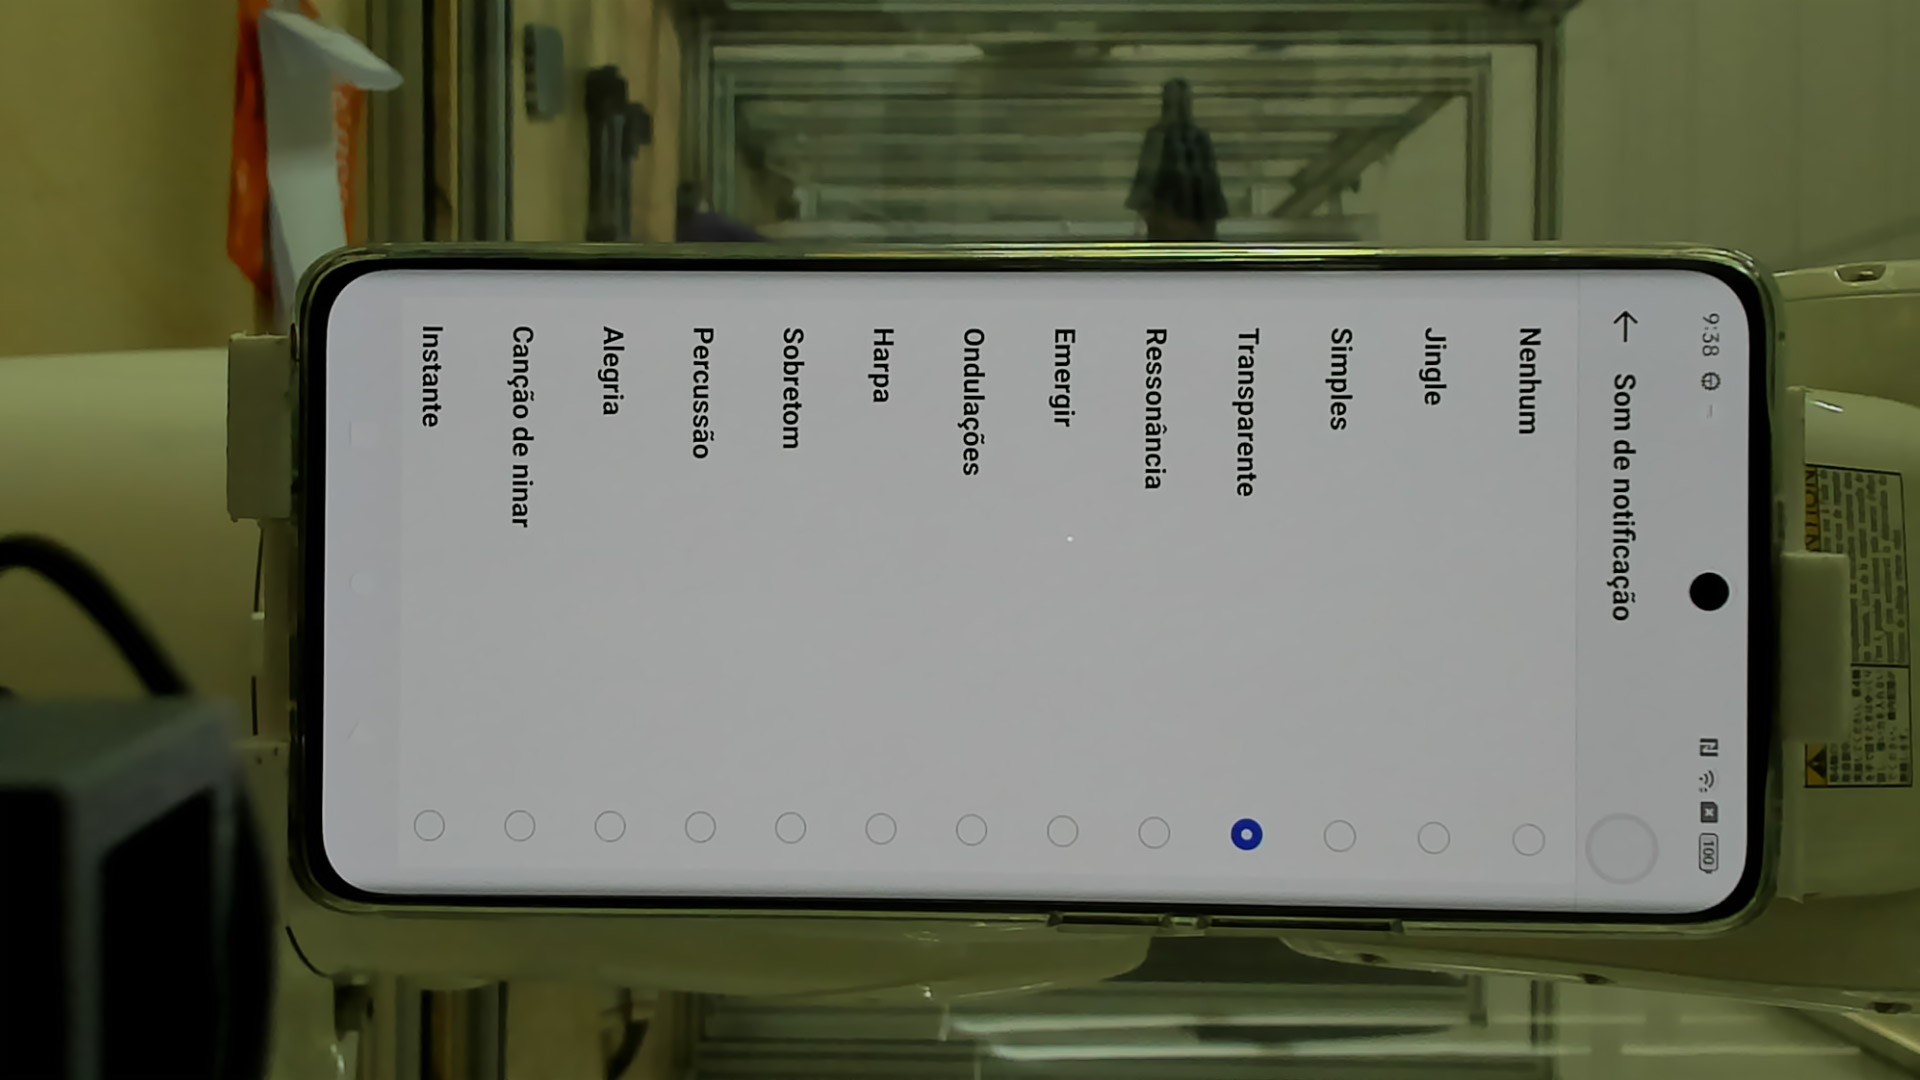 9:38
100
Som de notificação
Nenhum
Jingle
Simples
Transparente
Ressonância
Emergir
Ondulações
Harpa
Sobretom
Percussão
Alegria
Canção de ninar
Instante